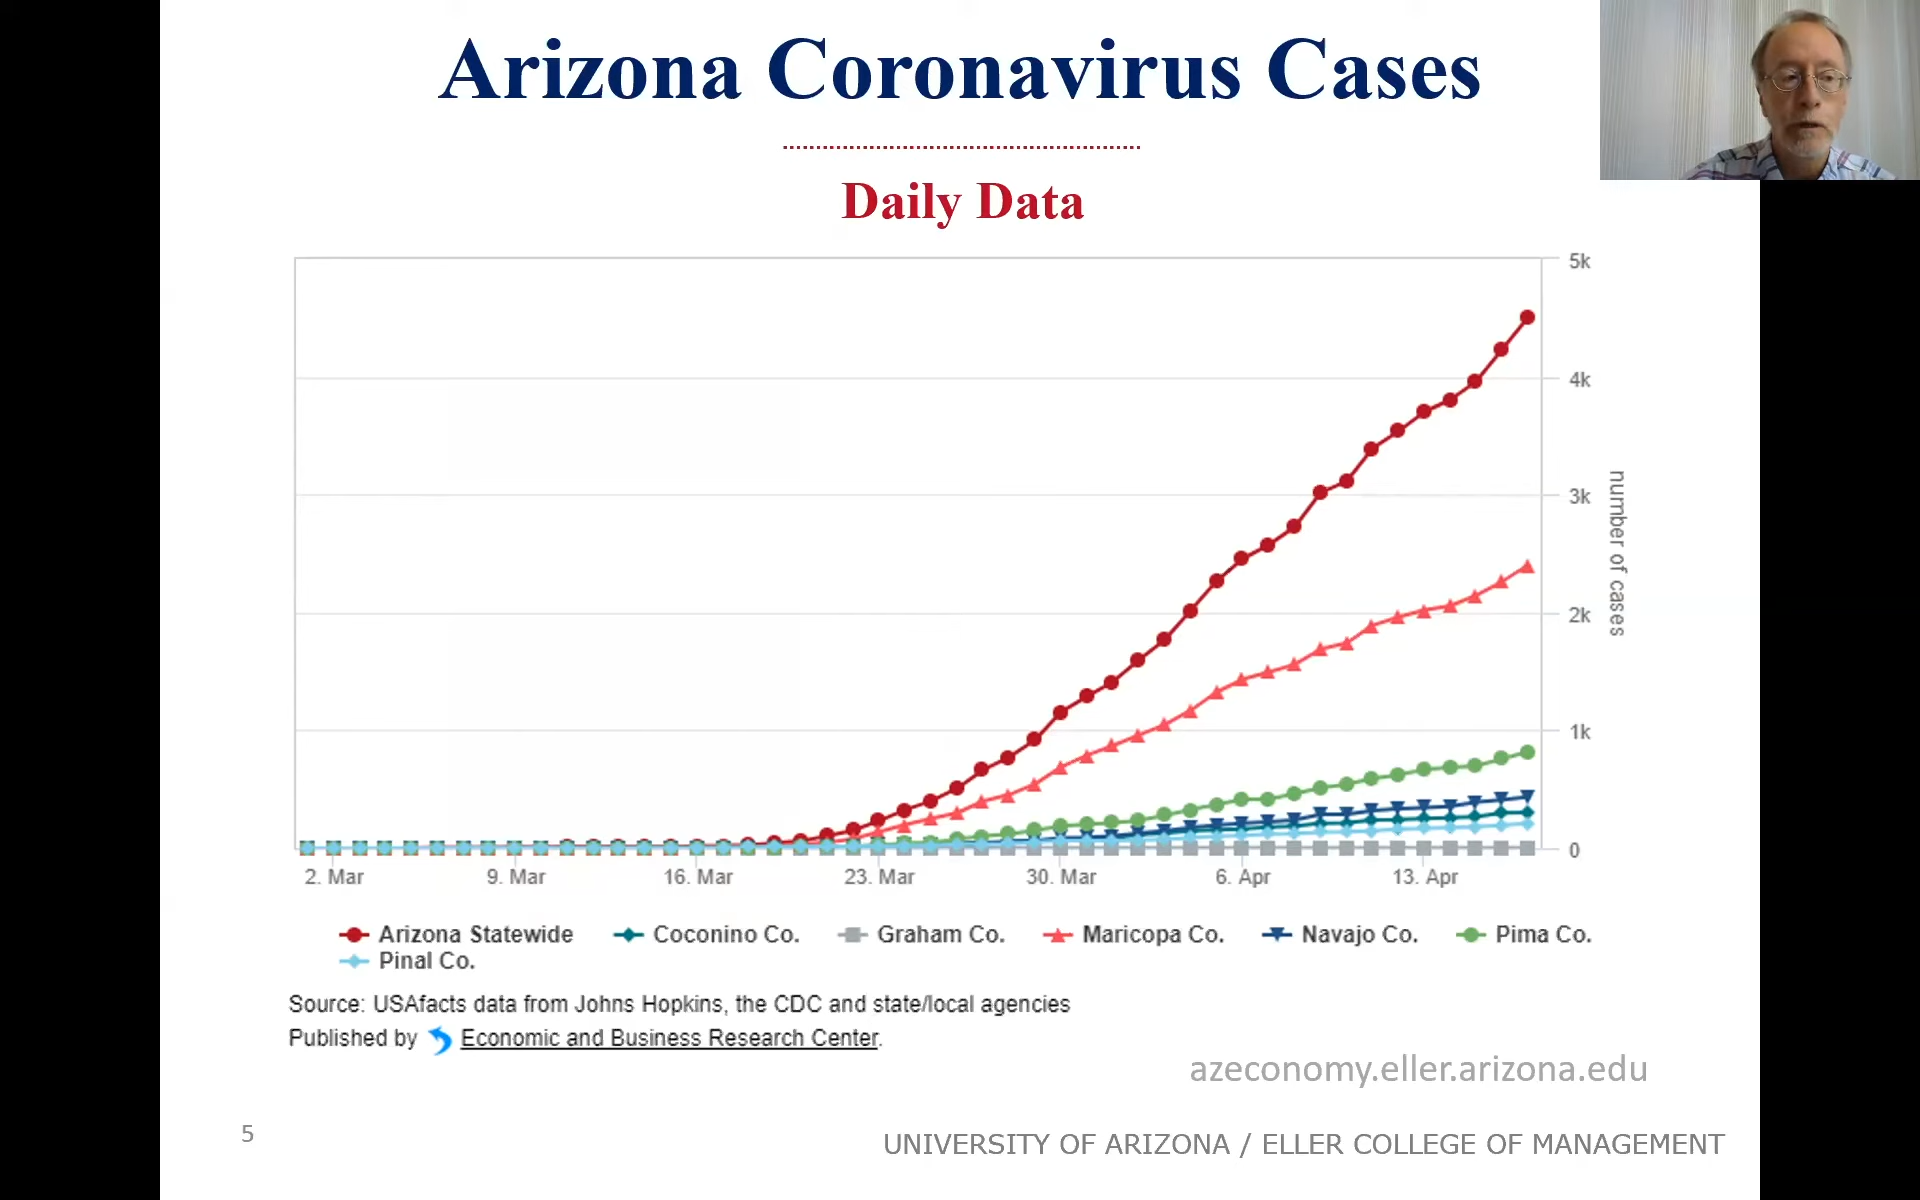 Arizona Coronavirus Cases
Daily Data
5k
4k
3k
2k
1k
0
number of cases
2. Mar
9. Mar
16. Mar
23. Mar
30. Mar
6. Apr
13. Apr
Arizona Statewide
Coconino Co.
Graham Co.
Maricopa Co.
Navajo Co.
Pima Co.
Pinal Co.
Source: USAfacts data from Johns Hopkins, the CDC and state/local agencies
Published by Economic and Business Research Center.
azeconomy.eller.arizona.edu
5
UNIVERSITY OF ARIZONA / ELLER COLLEGE OF MANAGEMENT